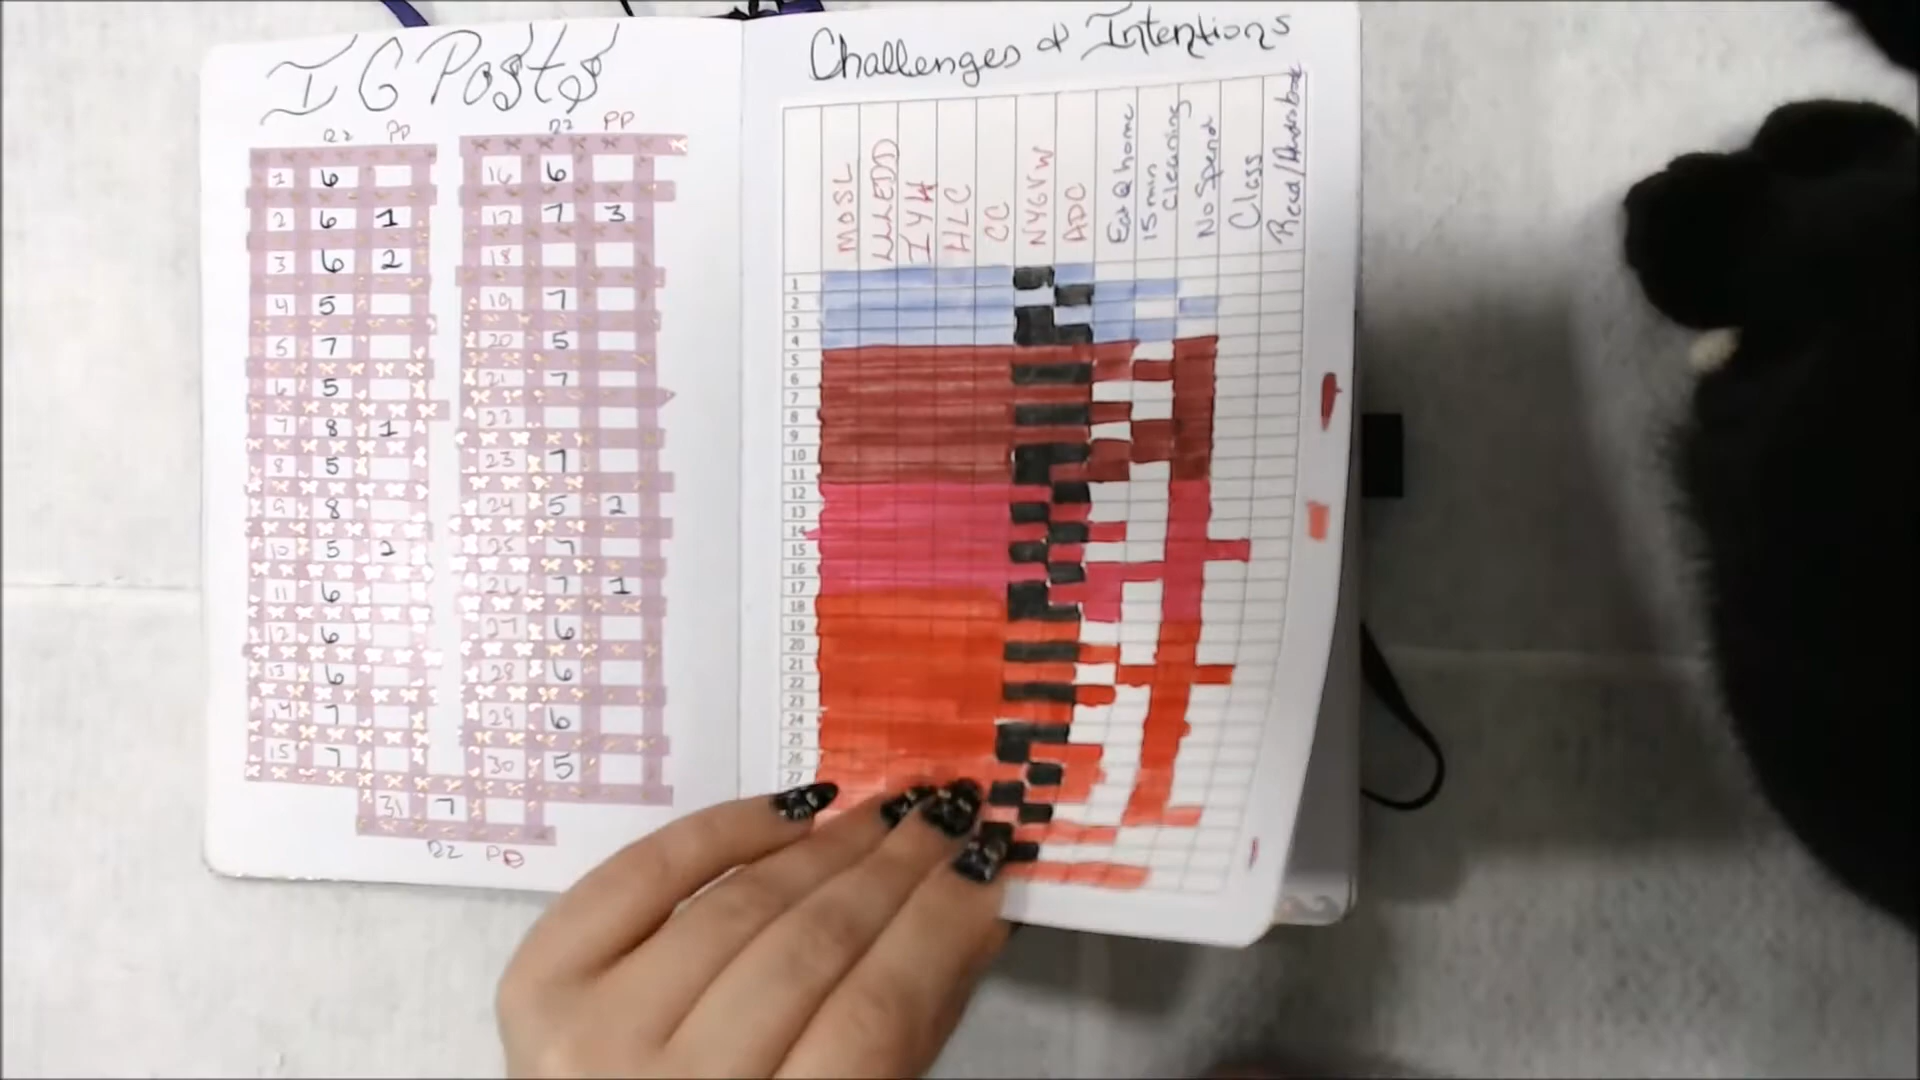 IG Posts
RZ PP
1 6
2 6 1
3 6 2
4 5
5 7
6 5
7 8 1
8 5
9 8
10 5 2
11 6
12 6
13 6
14 7
15 7
RZ PP
16 6
17 7 3
18
19 7
20 5
21 7
22
23 7
24 5 2
25 7
26 7 1
27 6
28 6
29 6
30 5
31 7
RZ PP
Challenges & Intentions
MOSL
IYH
HLC
CC
NYGVW
ADC
Eat @ home
15 min
Cleaning
No Spend
Class
1
2
3
4
5
6
7
8
9
10
11
12
13
14
15
16
17
18
19
20
21
22
23
24
25
26
27